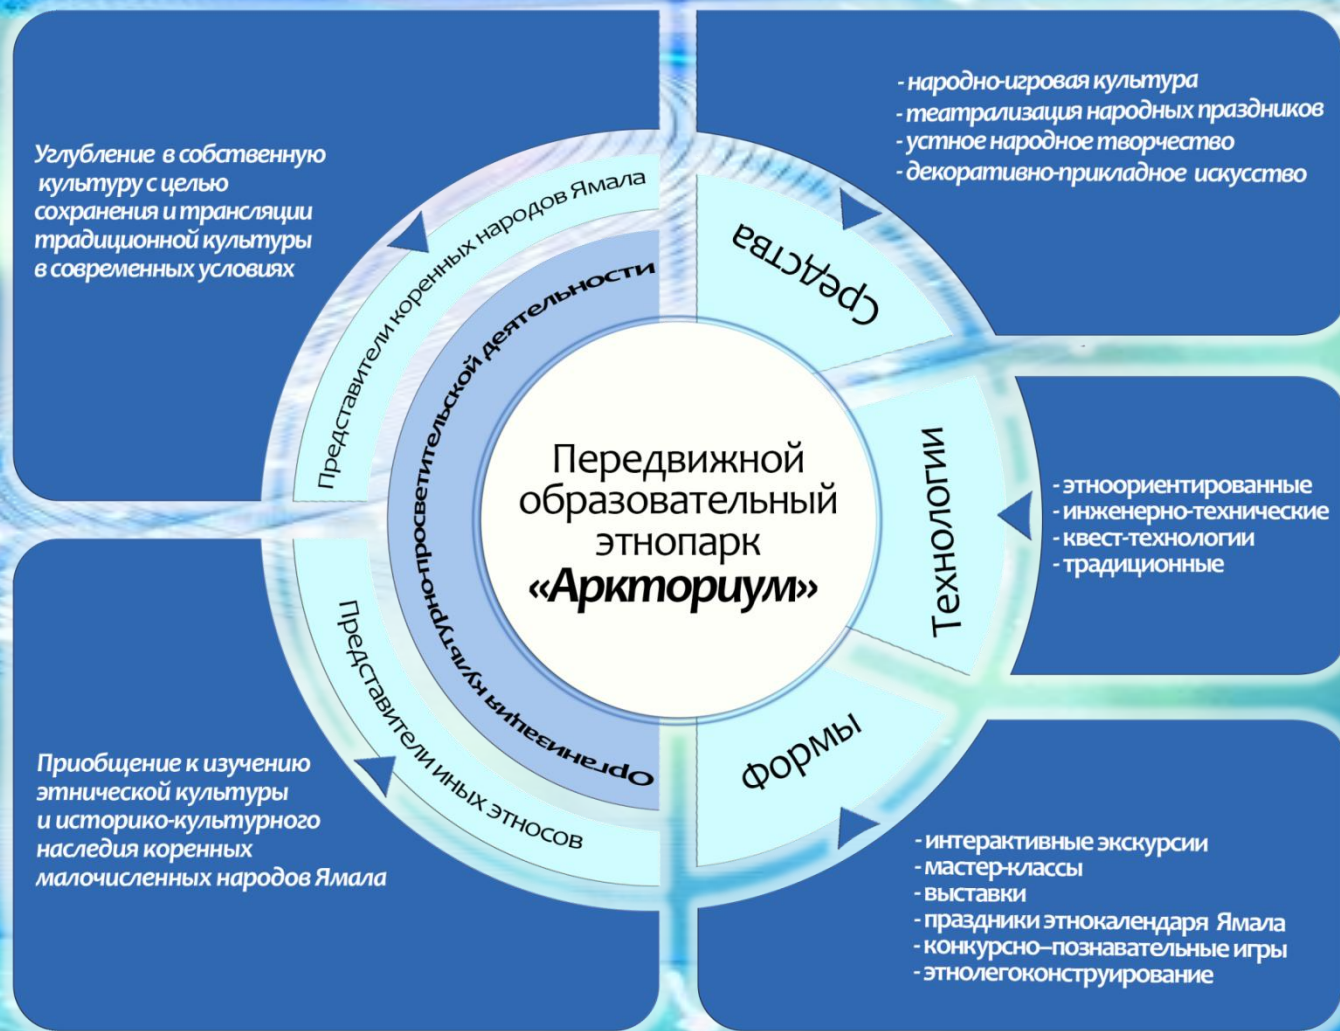 Углубление в собственную
культуру с целью
сохранения и трансляции
традиционной культуры
в современных условиях
Представители коренных народов Ямала
Организация культурно-просветительской деятельности
Представители иных этносов
Приобщение к изучению
этнической культуры
и историко-культурного
наследия коренных
малочисленных народов Ямала
Передвижной
образовательный
этнопарк
«Аркториум»
Средства
- народно-игровая культура
- театрализация народных праздников
- устное народное творчество
- декоративно-прикладное искусство
Технологии
- этноориентированные
- инженерно-технические
- квест-технологии
- традиционные
Формы
- интерактивные экскурсии
- мастер-классы
- выставки
- праздники этнокалендаря Ямала
- конкурсно–познавательные игры
- этнолегоконструирование